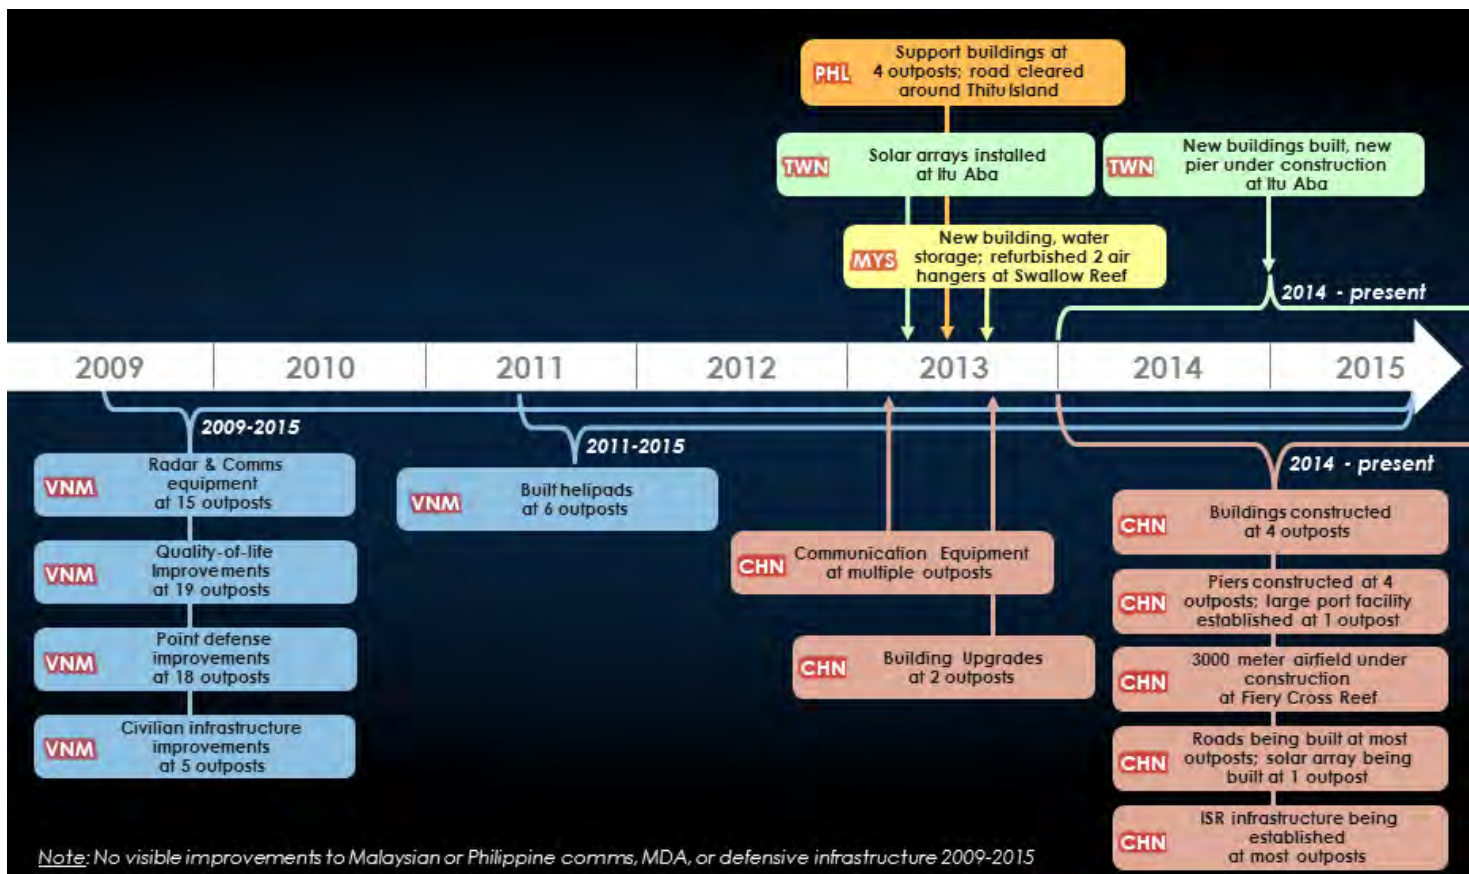 PHL
Support buildings at
4 outposts; road cleared
around Thitu Island
TWN
Solar arrays installed
at Itu Aba
TWN
New buildings built, new
pier under construction
at Itu Aba
MYS
New building, water
storage; refurbished 2 air
hangers at Swallow Reef
2014 - present
2009
2010
2011
2012
2013
2014
2015
2009-2015
VNM
Radar & Comms
equipment
at 15 outposts
VNM
Quality-of-life
Improvements
at 19 outposts
VNM
Point defense
improvements
at 18 outposts
VNM
Civilian infrastructure
improvements
at 5 outposts
2011-2015
VNM
Built helipads
at 6 outposts
CHN
Communication Equipment
at multiple outposts
CHN
Building Upgrades
at 2 outposts
2014 - present
CHN
Buildings constructed
at 4 outposts
CHN
Piers constructed at 4
outposts; large port facility
established at 1 outpost
CHN
3000 meter airfield under
construction
at Fiery Cross Reef
CHN
Roads being built at most
outposts; solar array being
built at 1 outpost
CHN
ISR infrastructure being
established
at most outposts
Note: No visible improvements to Malaysian or Philippine comms, MDA, or defensive infrastructure 2009-2015